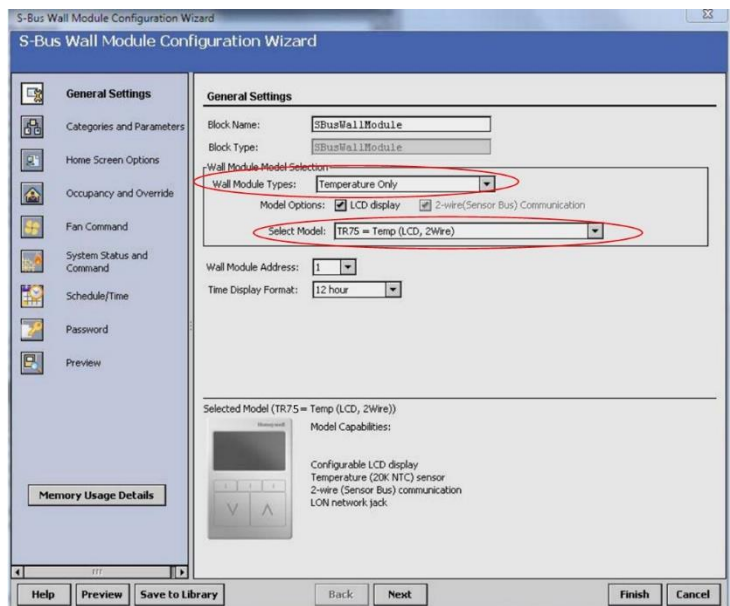 S-Bus Wall Module Configuration Wizard
S-Bus Wall Module Configuration Wizard
General Settings
Categories and Parameters
Home Screen Options
Occupancy and Override
Fan Command
System Status and
Command
Schedule/Time
Password
Preview
Memory Usage Details
General Settings
Block Name: SBusWallModule
Block Type: SBusWallModule
Wall Module Model Selection
Wall Module Types: Temperature Only
Model Options: LCD display 2-wire(Sensor Bus) Communication
Select Model: TR75 = Temp (LCD, 2Wire)
Wall Module Address: 1
Time Display Format: 12 hour
Selected Model (TR75 = Temp (LCD, 2Wire))
Honeywell
Model Capabilities:
Configurable LCD display
Temperature (20K NTC) sensor
2-wire (Sensor Bus) communication
LON network jack
Help Preview Save to Library Back Next Finish Cancel